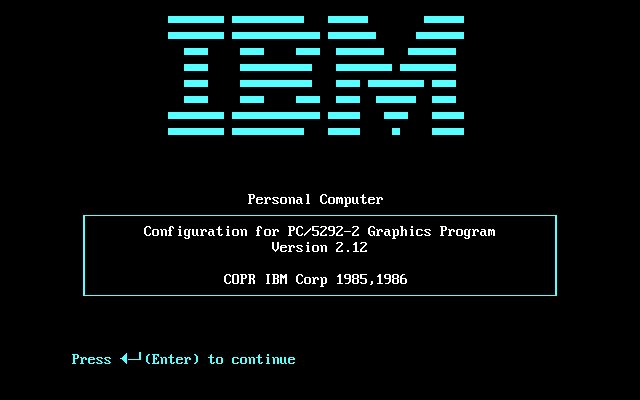 IBM
Personal Computer
Configuration for PC/5292-2 Graphics Program
Version 2.12
COPR IBM Corp 1985,1986
Press ◄─┘(Enter) to continue